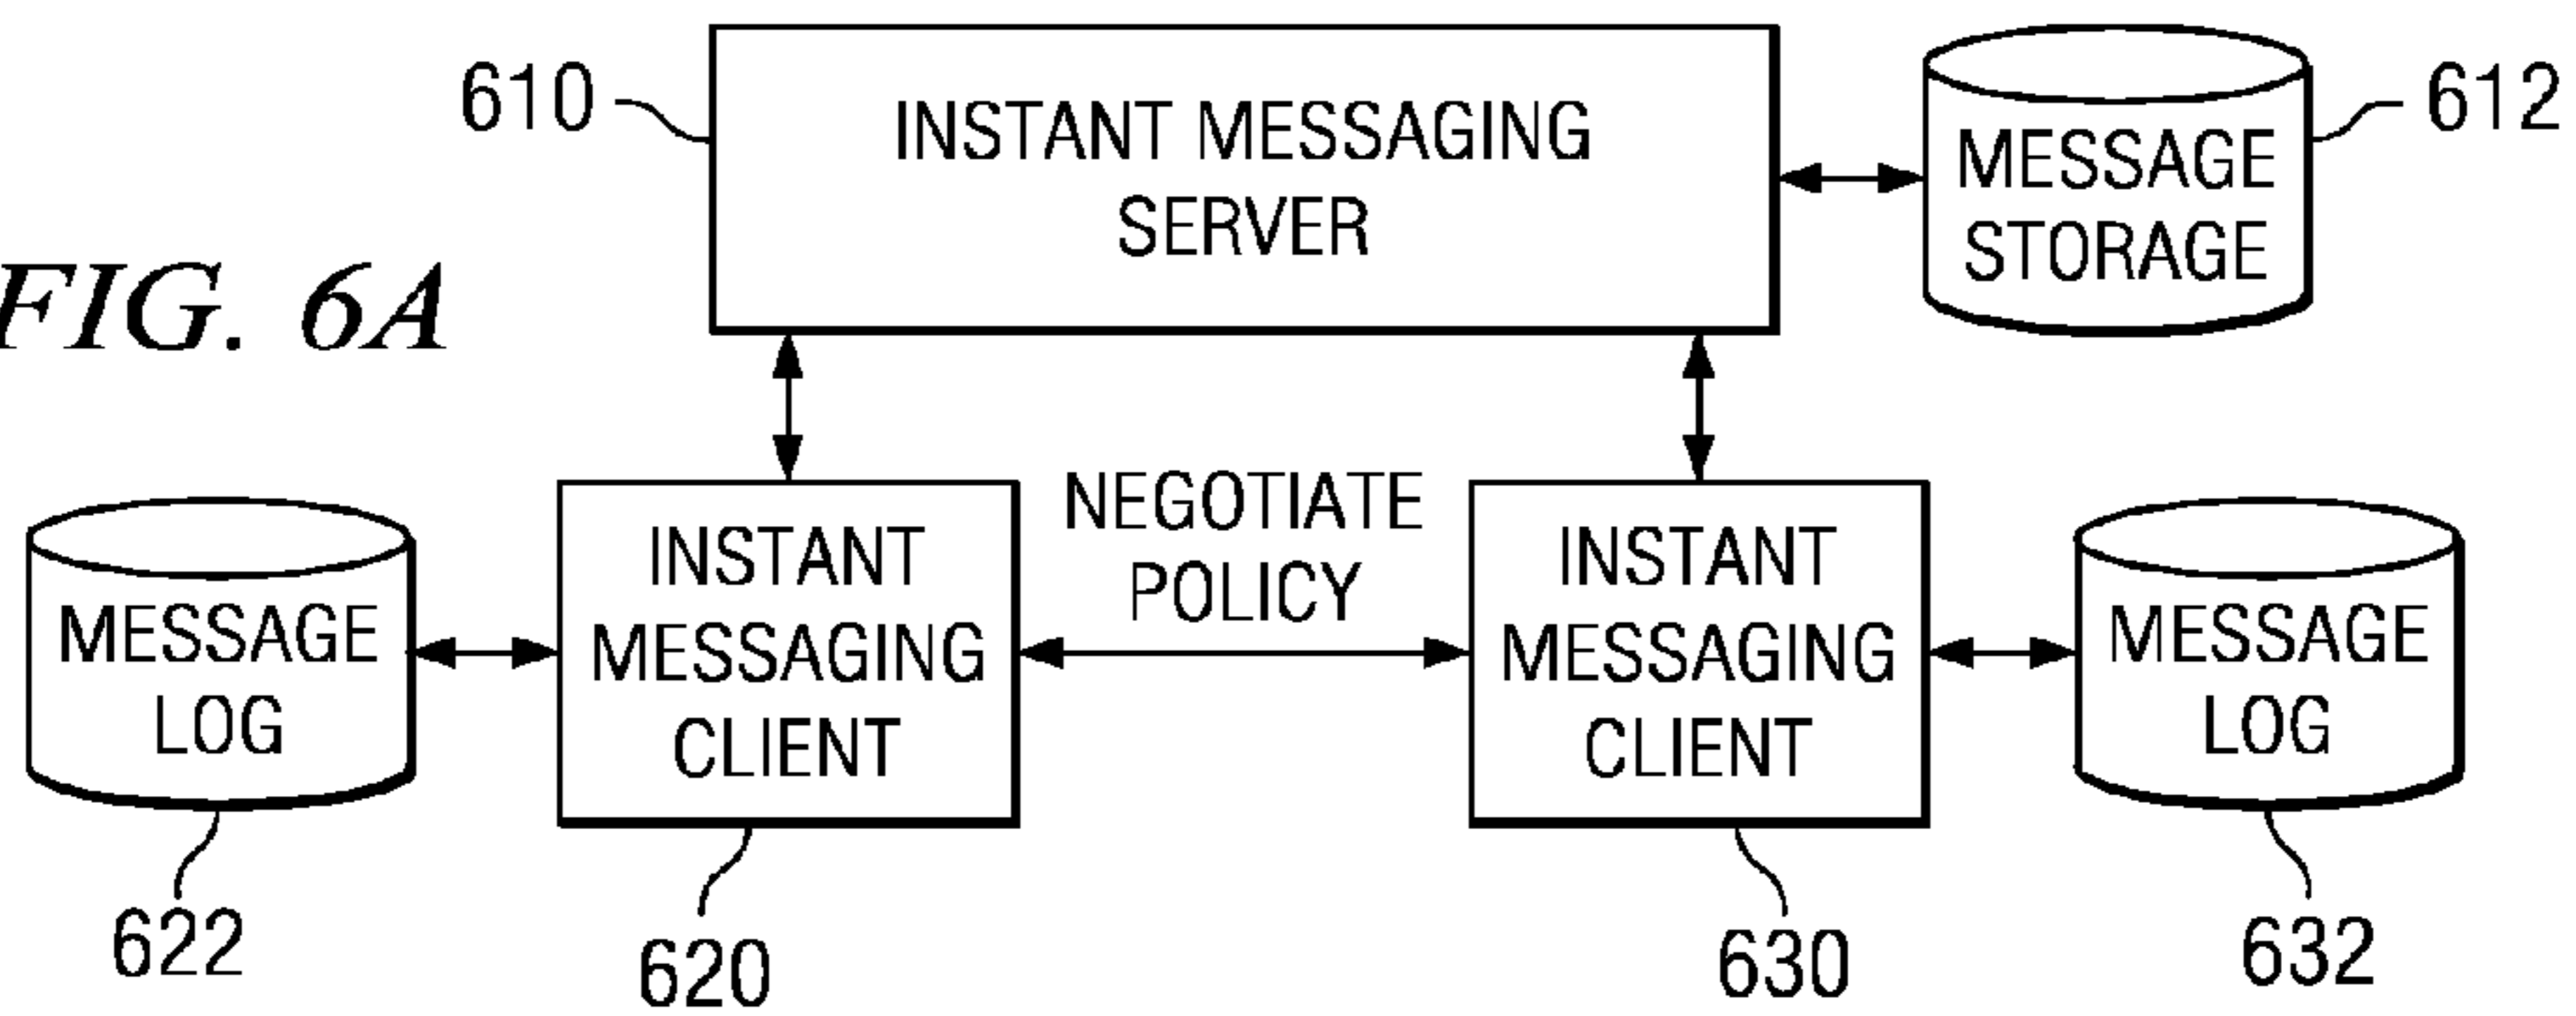 610
INSTANT MESSAGING
SERVER
612
MESSAGE
STORAGE
FIG. 6A
MESSAGE
LOG
INSTANT
MESSAGING
CLIENT
NEGOTIATE
POLICY
INSTANT
MESSAGING
CLIENT
MESSAGE
LOG
622
620
630
632